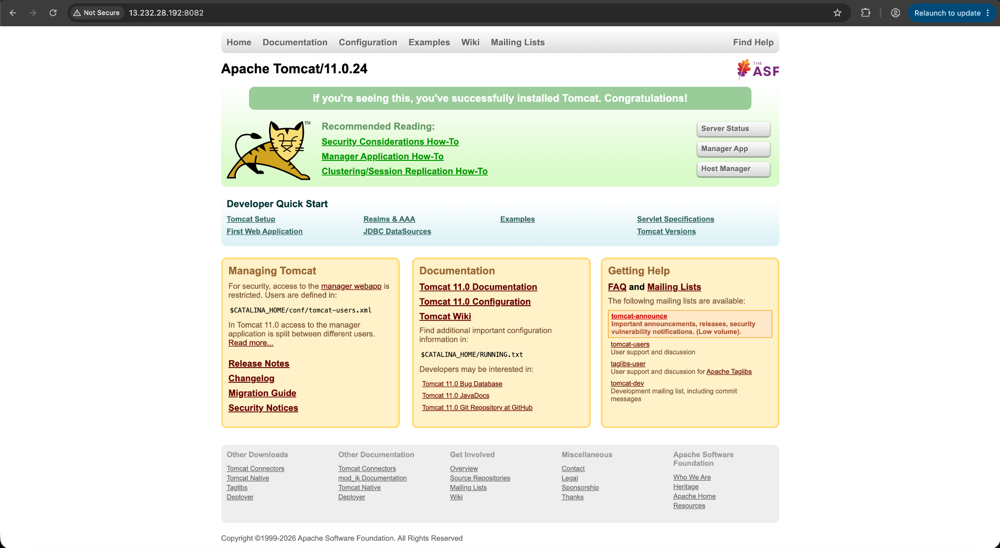 Not Secure 13.232.28.192:8082 Relaunch to update
Home Documentation Configuration Examples Wiki Mailing Lists Find Help
Apache Tomcat/11.0.24
THE
ASF
If you're seeing this, you've successfully installed Tomcat. Congratulations!
TM
Recommended Reading:
Security Considerations How-To
Manager Application How-To
Clustering/Session Replication How-To
Server Status
Manager App
Host Manager
Developer Quick Start
Tomcat Setup
First Web Application
Realms & AAA
JDBC DataSources
Examples
Servlet Specifications
Tomcat Versions
Managing Tomcat
For security, access to the manager webapp is
restricted. Users are defined in:
$CATALINA_HOME/conf/tomcat-users.xml
In Tomcat 11.0 access to the manager
application is split between different users.
Read more...
Release Notes
Changelog
Migration Guide
Security Notices
Documentation
Tomcat 11.0 Documentation
Tomcat 11.0 Configuration
Tomcat Wiki
Find additional important configuration
information in:
$CATALINA_HOME/RUNNING.txt
Developers may be interested in:
Tomcat 11.0 Bug Database
Tomcat 11.0 JavaDocs
Tomcat 11.0 Git Repository at GitHub
Getting Help
FAQ and Mailing Lists
The following mailing lists are available:
tomcat-announce
Important announcements, releases, security
vulnerability notifications. (Low volume).
tomcat-users
User support and discussion
taglibs-user
User support and discussion for Apache Taglibs
tomcat-dev
Development mailing list, including commit
messages
Other Downloads
Tomcat Connectors
Tomcat Native
Taglibs
Deployer
Other Documentation
Tomcat Connectors
mod_jk Documentation
Tomcat Native
Deployer
Get Involved
Overview
Source Repositories
Mailing Lists
Wiki
Miscellaneous
Contact
Legal
Sponsorship
Thanks
Apache Software
Foundation
Who We Are
Heritage
Apache Home
Resources
Copyright ©1999-2026 Apache Software Foundation. All Rights Reserved